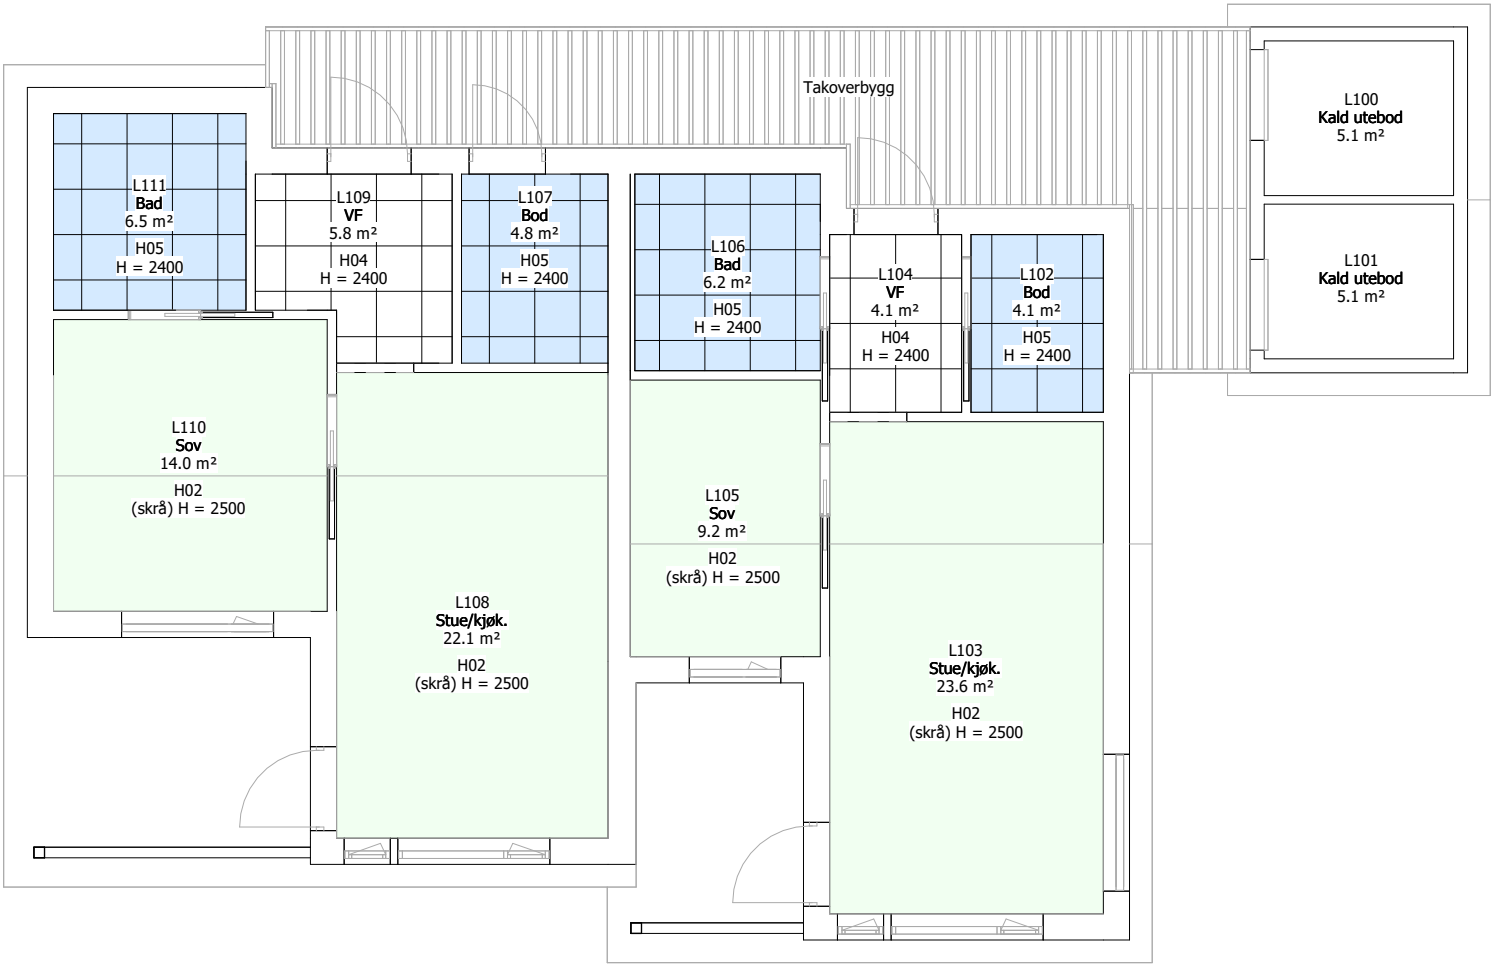 Takoverbygg
L100
Kald utebod
5.1 m²
L101
Kald utebod
5.1 m²
L111
Bad
6.5 m²
H05
H = 2400
L109
VF
5.8 m²
H04
H = 2400
L107
Bod
4.8 m²
H05
H = 2400
L106
Bad
6.2 m²
H05
H = 2400
L104
VF
4.1 m²
H04
H = 2400
L102
Bod
4.1 m²
H05
H = 2400
L110
Sov
14.0 m²
H02
(skrå) H = 2500
L108
Stue/kjøk.
22.1 m²
H02
(skrå) H = 2500
L105
Sov
9.2 m²
H02
(skrå) H = 2500
L103
Stue/kjøk.
23.6 m²
H02
(skrå) H = 2500